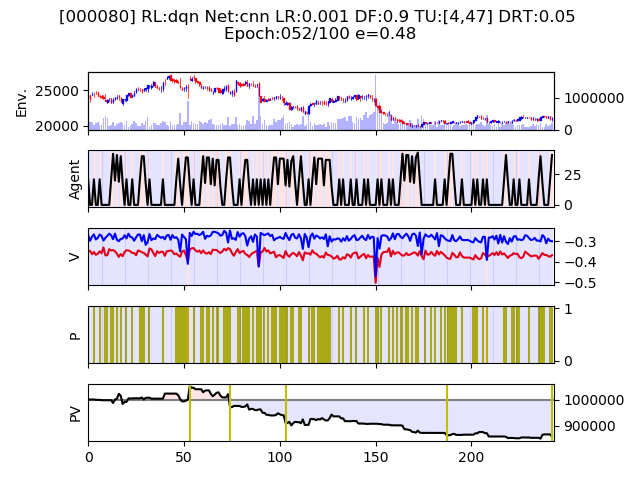 [000080] RL:dqn Net:cnn LR:0.001 DF:0.9 TU:[4,47] DRT:0.05
Epoch:052/100 e=0.48
Env.
25000
20000
1000000
0
Agent
25
0
V
−0.3
−0.4
−0.5
P
1
0
PV
1000000
900000
0 50 100 150 200